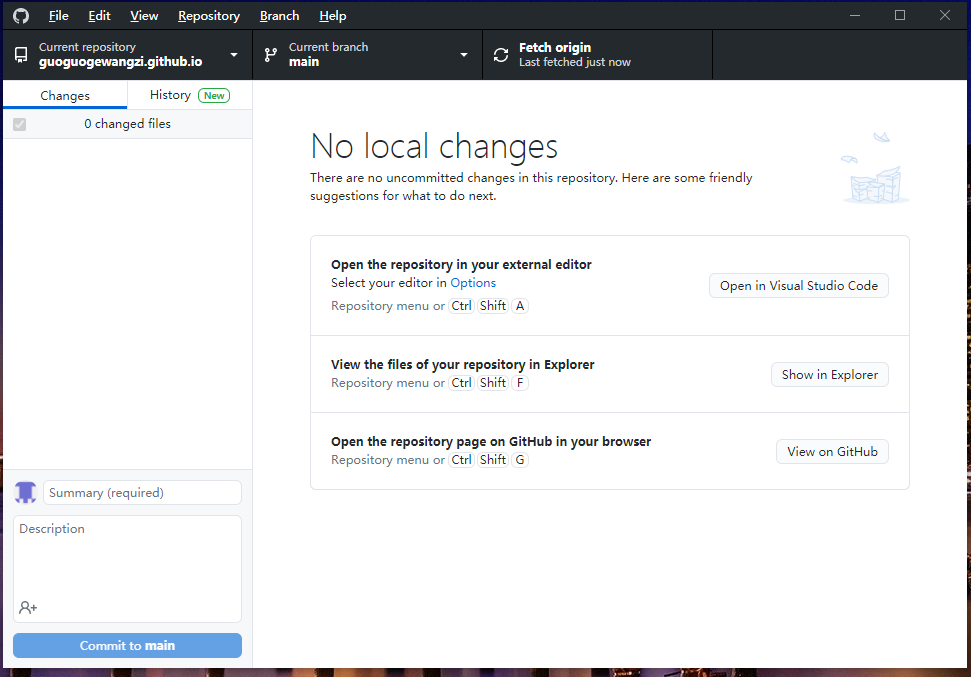 File Edit View Repository Branch Help
Current repository
guoguogewangzi.github.io
Current branch
main
Fetch origin
Last fetched just now
Changes
History New
0 changed files
No local changes
There are no uncommitted changes in this repository. Here are some friendly
suggestions for what to do next.
Open the repository in your external editor
Select your editor in Options
Repository menu or Ctrl Shift A
Open in Visual Studio Code
View the files of your repository in Explorer
Repository menu or Ctrl Shift F
Show in Explorer
Open the repository page on GitHub in your browser
Repository menu or Ctrl Shift G
View on GitHub
Summary (required)
Description
Commit to main